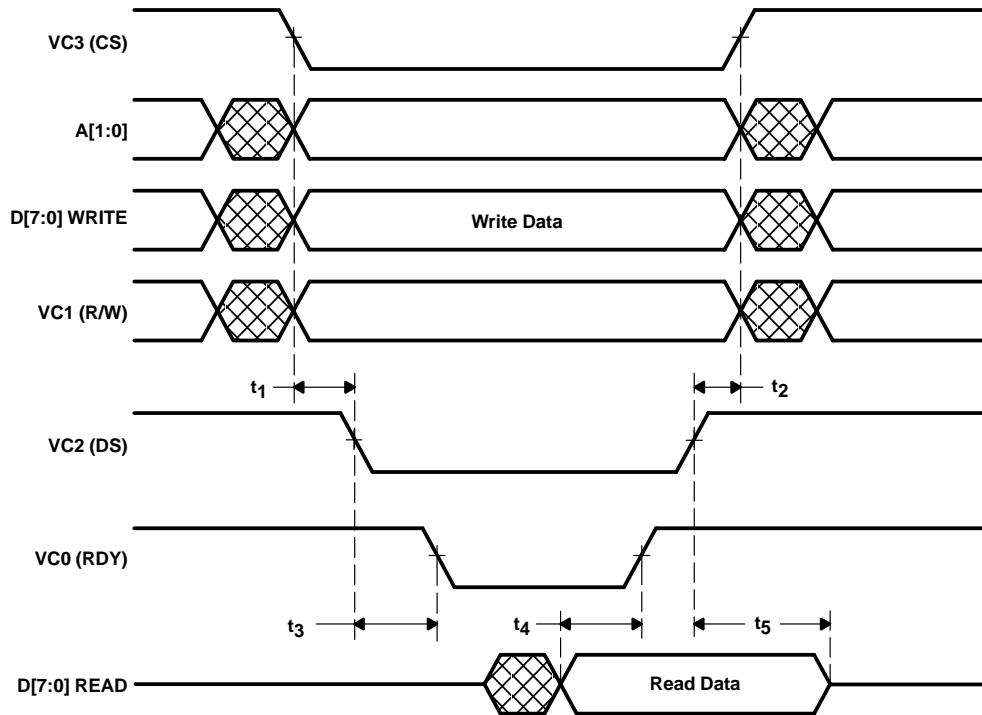 VC3 (CS)
A[1:0]
D[7:0] WRITE
Write Data
VC1 (R/W)
t1
t2
VC2 (DS)
VC0 (RDY)
t3
t4
t5
D[7:0] READ
Read Data